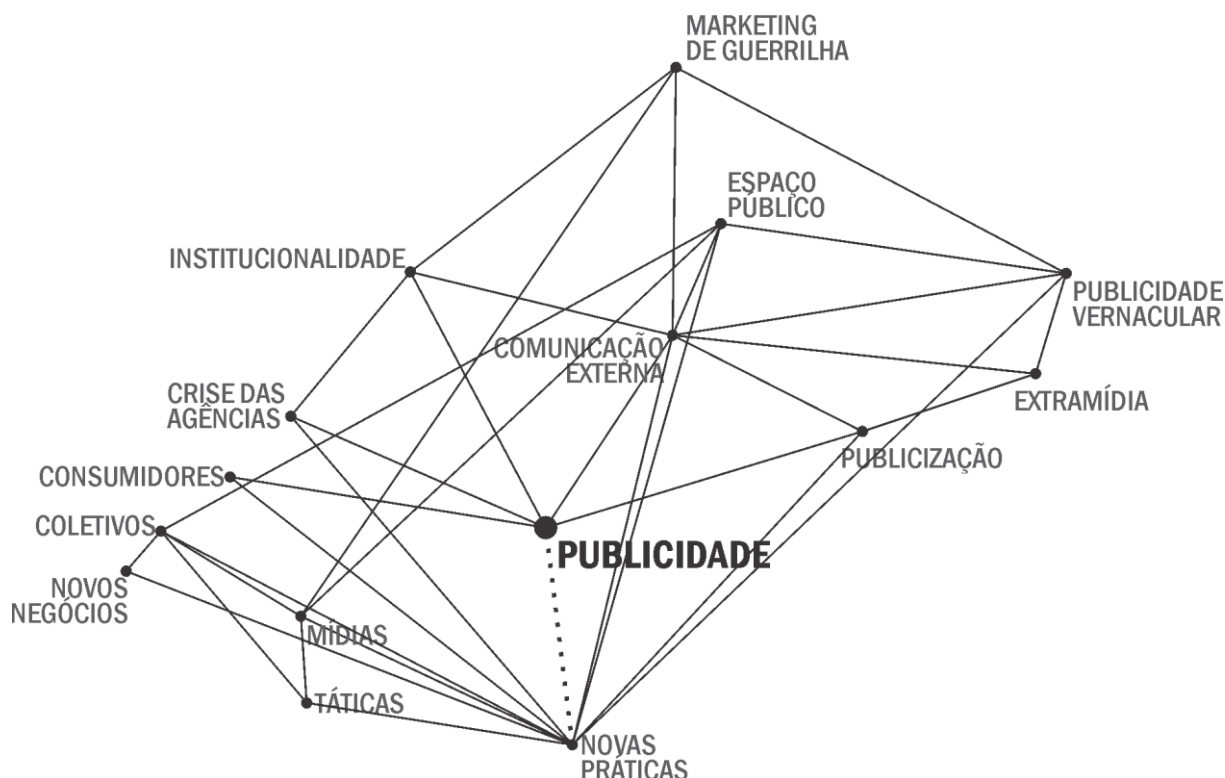 MARKETING
DE GUERRILHA
ESPAÇO
PÚBLICO
INSTITUCIONALIDADE
PUBLICIDADE
VERNACULAR
COMUNICAÇÃO
EXTERNA
CRISE DAS
AGÊNCIAS
EXTRAMÍDIA
PUBLICIZAÇÃO
CONSUMIDORES
COLETIVOS
PUBLICIDADE
NOVOS
NEGÓCIOS
MÍDIAS
TÁTICAS
NOVAS
PRÁTICAS